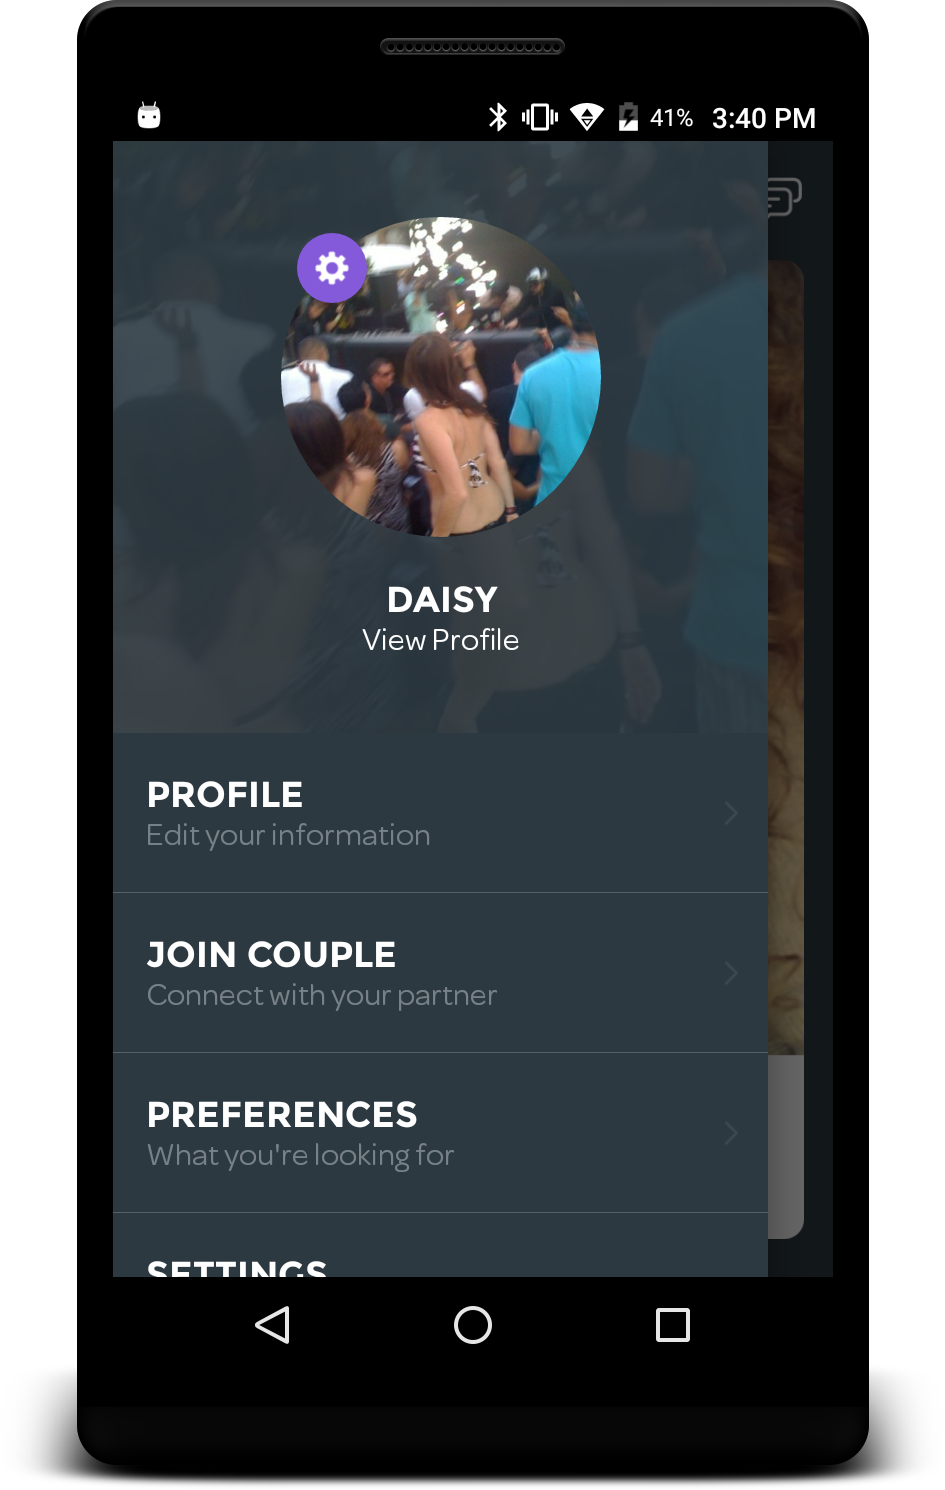 41% 3:40 PM
DAISY
View Profile
PROFILE
Edit your information
JOIN COUPLE
Connect with your partner
PREFERENCES
What you're looking for
SETTINGS